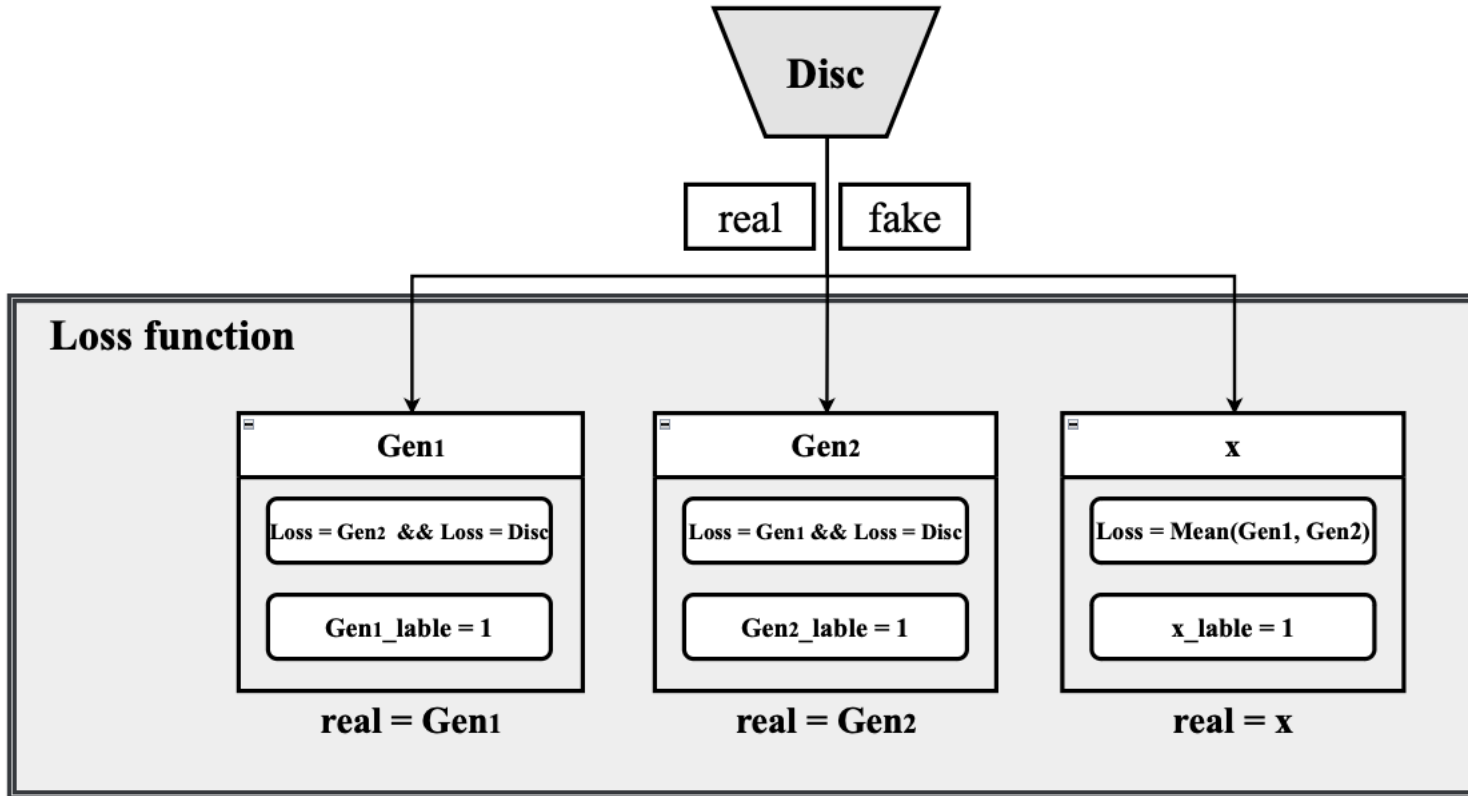 Disc
real
fake
Loss function
Gen1
Gen2
x
Loss = Gen2 && Loss = Disc
Loss = Gen1 && Loss = Disc
Loss = Mean(Gen1, Gen2)
Gen1_lable = 1
Gen2_lable = 1
x_lable = 1
real = Gen1
real = Gen2
real = x